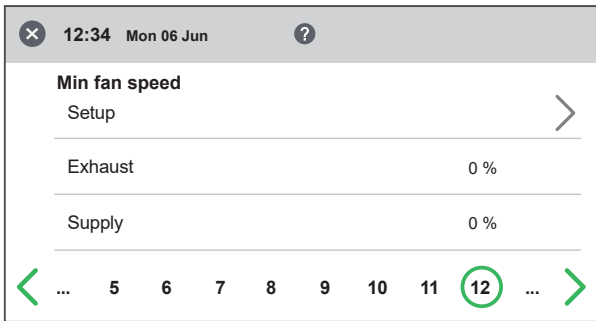 12:34 Mon 06 Jun ?
Min fan speed
Setup
Exhaust 0 %
Supply 0 %
... 5 6 7 8 9 10 11 12 ...